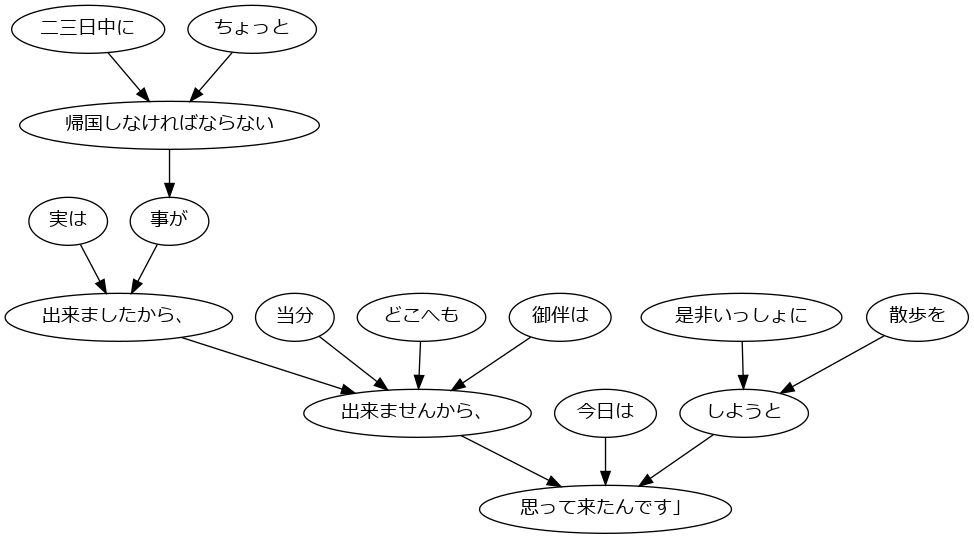 二三日中に
ちょっと
帰国しなければならない
実は
事が
出来ましたから、
当分
どこへも
御伴は
是非いっしょに
散歩を
出来ませんから、
今日は
しようと
思って来たんです」